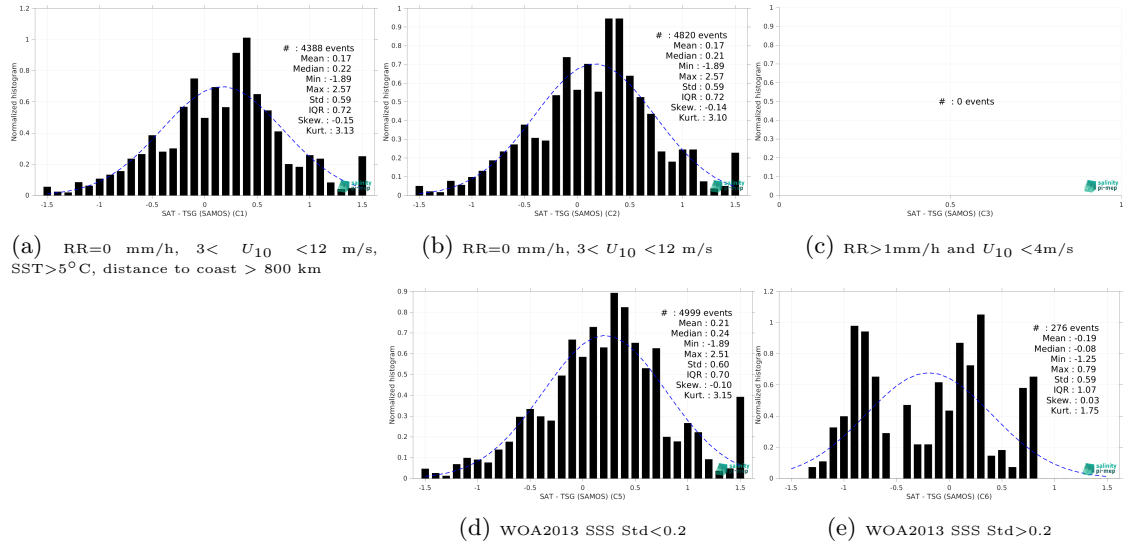 1.2
1
0.8
0.6
0.4
0.2
0
Normalized histogram
# : 4388 events
Mean : 0.17
Median : 0.22
Min : -1.89
Max : 2.57
Std : 0.59
IQR : 0.72
Skew. : -0.15
Kurt. : 3.13
salinity
pi-mep
-1.5 -1 -0.5 0 0.5 1 1.5
SAT - TSG (SAMOS) (C1)
(a) RR=0 mm/h, 3< U10 <12 m/s,
SST>5°C, distance to coast > 800 km
1
0.9
0.8
0.7
0.6
0.5
0.4
0.3
0.2
0.1
0
Normalized histogram
# : 4820 events
Mean : 0.17
Median : 0.21
Min : -1.89
Max : 2.57
Std : 0.59
IQR : 0.72
Skew. : -0.14
Kurt. : 3.10
salinity
pi-mep
-1.5 -1 -0.5 0 0.5 1 1.5
SAT - TSG (SAMOS) (C2)
(b) RR=0 mm/h, 3< U10 <12 m/s
1
0.9
0.8
0.7
0.6
0.5
0.4
0.3
0.2
0.1
0
Normalized histogram
# : 0 events
salinity
pi-mep
0 -0.5 1
SAT - TSG (SAMOS) (C3)
(c) RR>1mm/h and U10 <4m/s
0.9
0.8
0.7
0.6
0.5
0.4
0.3
0.2
0.1
0
Normalized histogram
# : 4999 events
Mean : 0.21
Median : 0.24
Min : -1.89
Max : 2.51
Std : 0.60
IQR : 0.70
Skew. : -0.10
Kurt. : 3.15
salinity
pi-mep
-1.5 -1 -0.5 0 0.5 1 1.5
SAT - TSG (SAMOS) (C5)
(d) WOA2013 SSS Std<0.2
1.2
1
0.8
0.6
0.4
0.2
0
Normalized histogram
# : 276 events
Mean : -0.19
Median : -0.08
Min : -1.25
Max : 0.79
Std : 0.59
IQR : 1.07
Skew. : 0.03
Kurt. : 1.75
salinity
pi-mep
-1.5 -1 -0.5 0 0.5 1 1.5
SAT - TSG (SAMOS) (C6)
(e) WOA2013 SSS Std>0.2